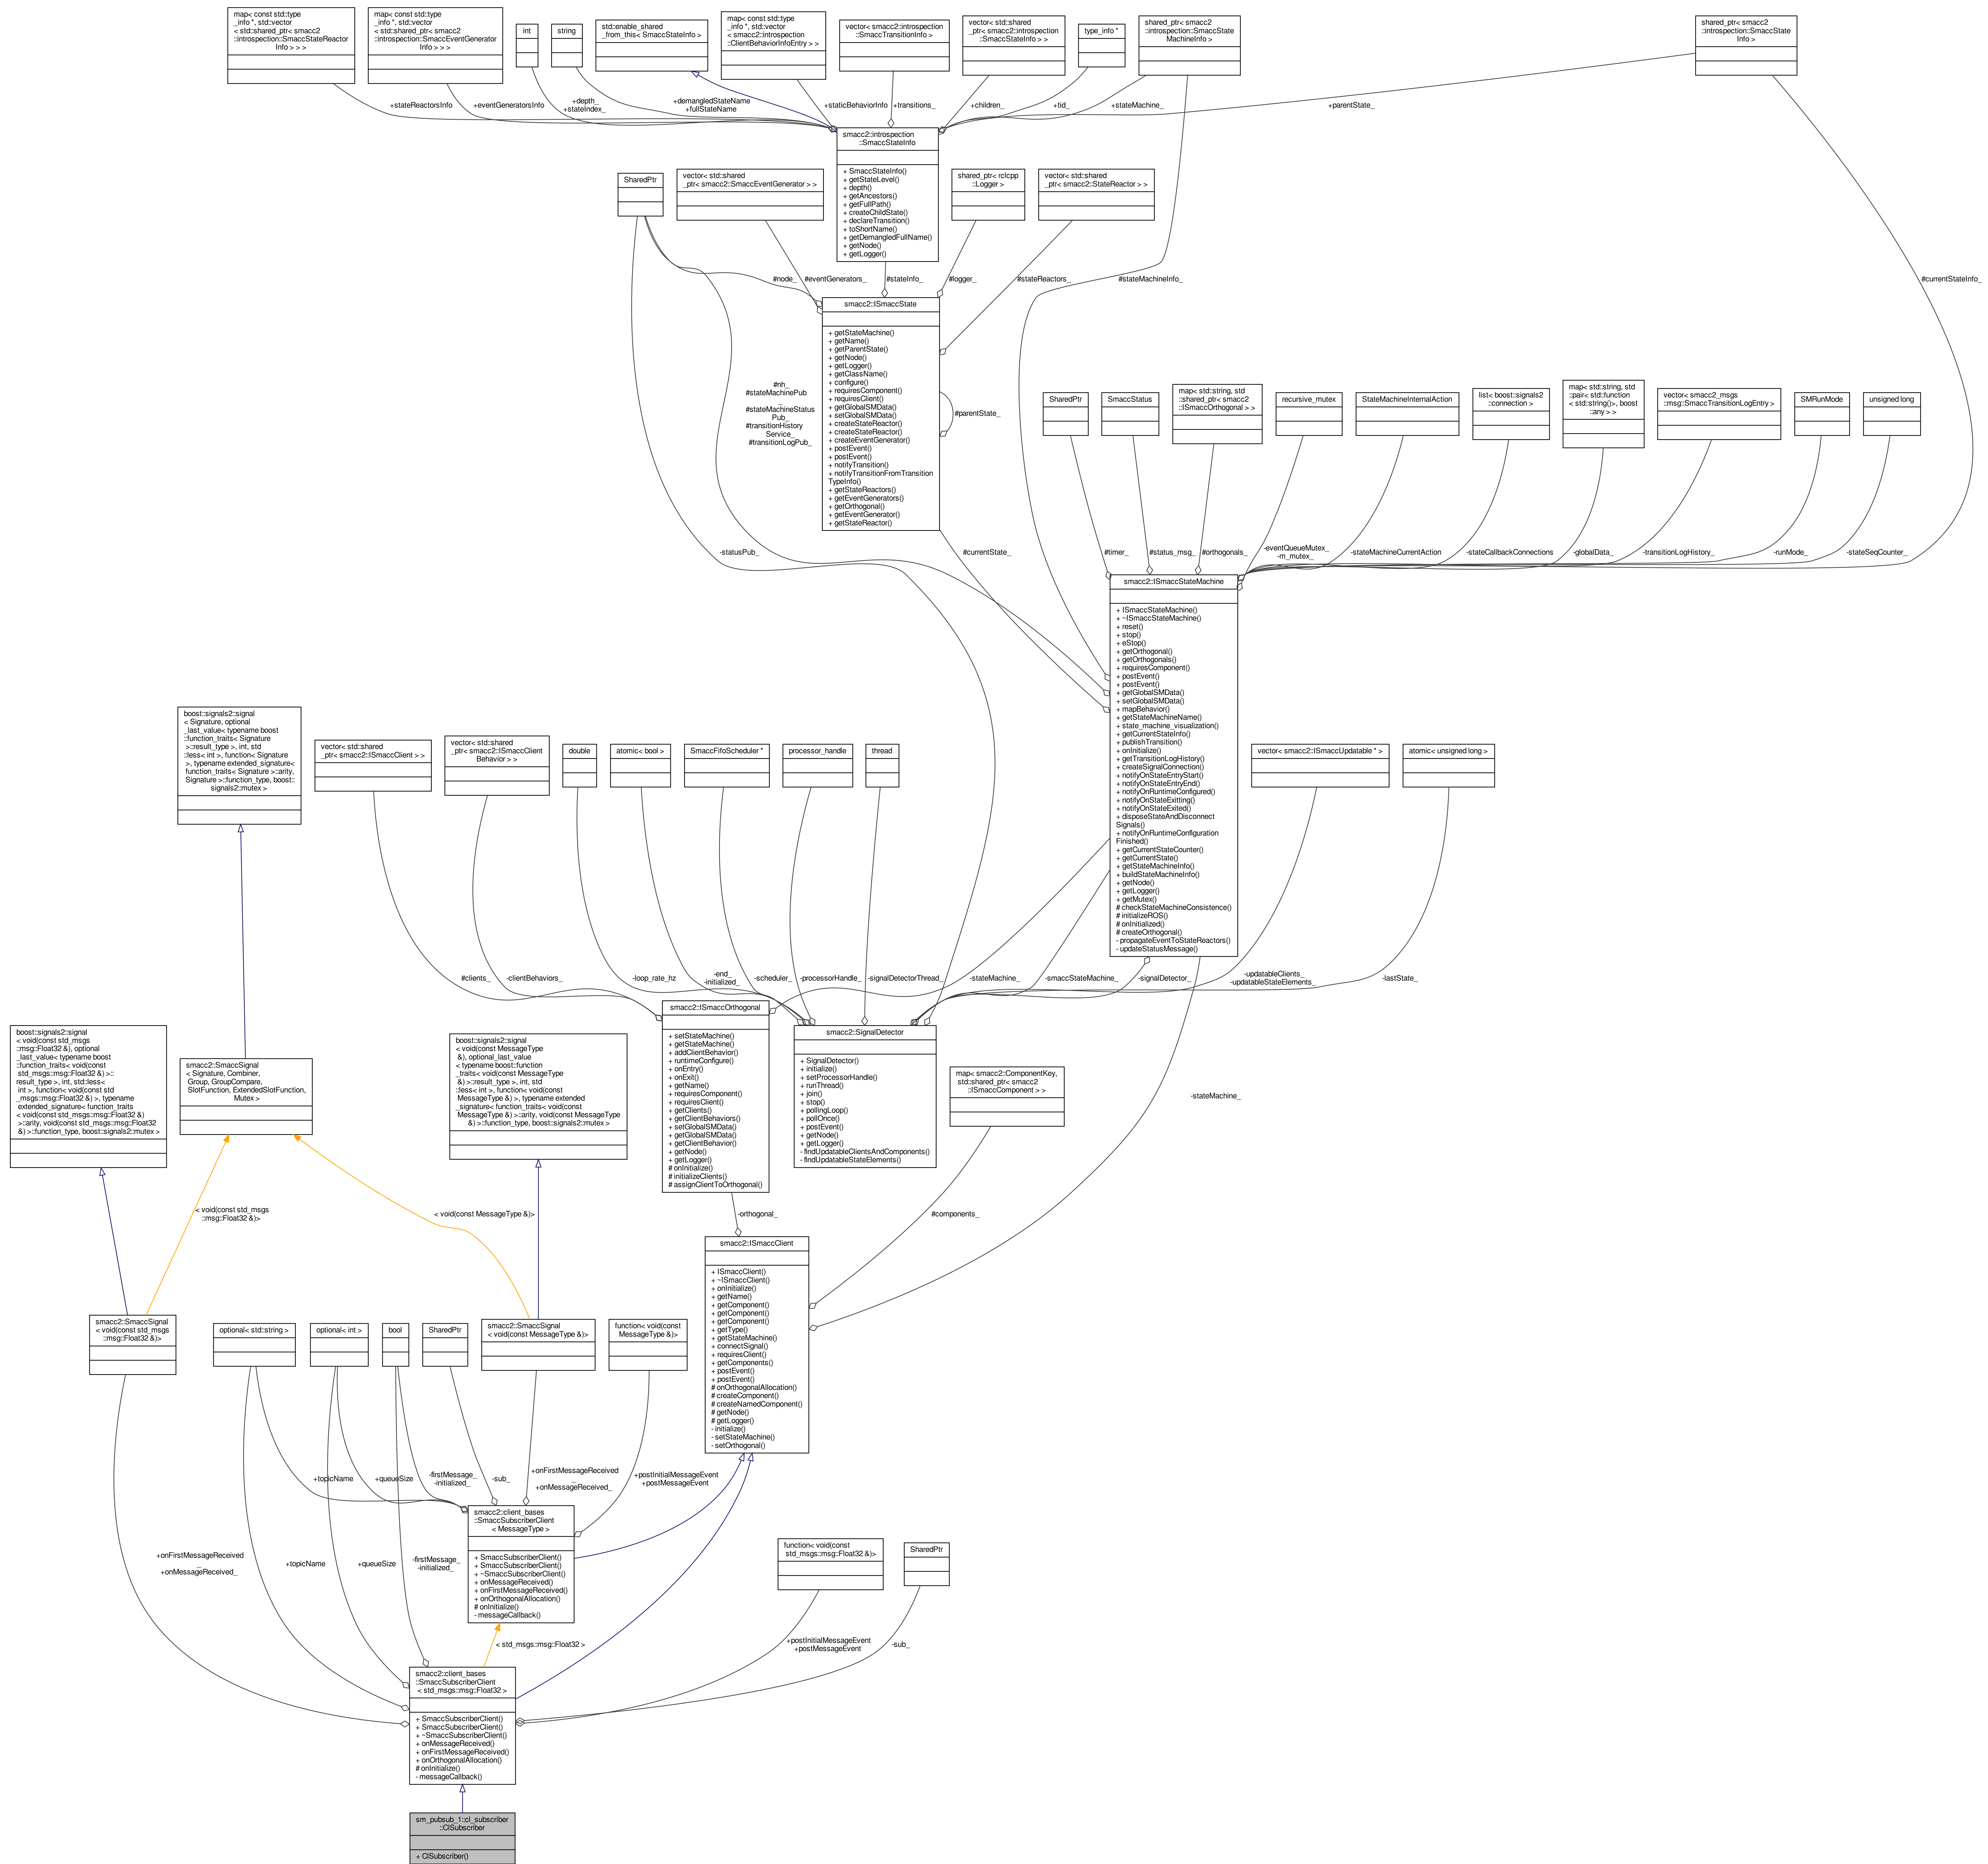 map< const std::type
_info *, std::vector
< std::shared_ptr< smacc2
::introspection::SmaccStateReactor
Info > > >
map< const std::type
_info *, std::vector
< std::shared_ptr< smacc2
::introspection::SmaccEventGenerator
Info > > >
int
string
std::enable_shared
_from_this< SmaccStateInfo >
map< const std::type
_info *, std::vector
< smacc2::introspection
::ClientBehaviorInfoEntry > >
vector< smacc2::introspection
::SmaccTransitionInfo >
vector< std::shared
_ptr< smacc2::introspection
::SmaccStateInfo > >
type_info *
shared_ptr< smacc2
::introspection::SmaccState
MachineInfo >
shared_ptr< smacc2
::introspection::SmaccState
Info >
+stateReactorsInfo
+eventGeneratorsInfo
+depth_
+stateIndex_
+demangledStateName
+fullStateName
+staticBehaviorInfo
+transitions_
+children_
+tid_
+stateMachine_
+parentState_
smacc2::introspection
::SmaccStateInfo
+ SmaccStateInfo()
+ getStateLevel()
+ depth()
+ getAncestors()
+ getFullPath()
+ createChildState()
+ declareTransition()
+ toShortName()
+ getDemangledFullName()
+ getNode()
+ getLogger()
SharedPtr
vector< std::shared
_ptr< smacc2::SmaccEventGenerator > >
shared_ptr< rclcpp
::Logger >
vector< std::shared
_ptr< smacc2::StateReactor > >
#node_
#eventGenerators_
#stateInfo_
#logger_
#stateReactors_
#stateMachineInfo_
#currentStateInfo_
smacc2::ISmaccState
+ getStateMachine()
+ getName()
+ getParentState()
+ getNode()
+ getLogger()
+ getClassName()
+ configure()
+ requiresComponent()
+ requiresClient()
+ getGlobalSMData()
+ setGlobalSMData()
+ createStateReactor()
+ createStateReactor()
+ createEventGenerator()
+ postEvent()
+ postEvent()
+ notifyTransition()
+ notifyTransitionFromTransition
TypeInfo()
+ getStateReactors()
+ getEventGenerators()
+ getOrthogonal()
+ getEventGenerator()
+ getStateReactor()
#parentState_
#nh_
#stateMachinePub
_
#stateMachineStatus
Pub_
#transitionHistory
Service_
#transitionLogPub_
SharedPtr
SmaccStatus
map< std::string, std
::shared_ptr< smacc2
::ISmaccOrthogonal > >
recursive_mutex
StateMachineInternalAction
list< boost::signals2
::connection >
map< std::string, std
::pair< std::function
< std::string()>, boost
::any > >
vector< smacc2_msgs
::msg::SmaccTransitionLogEntry >
SMRunMode
unsigned long
-statusPub_
#currentState_
#timer_
#status_msg_
#orthogonals_
-eventQueueMutex_
-m_mutex_
-stateMachineCurrentAction
-stateCallbackConnections
-globalData_
-transitionLogHistory_
-runMode_
-stateSeqCounter_
smacc2::ISmaccStateMachine
+ ISmaccStateMachine()
+ ~ISmaccStateMachine()
+ reset()
+ stop()
+ eStop()
+ getOrthogonal()
+ getOrthogonals()
+ requiresComponent()
+ postEvent()
+ postEvent()
+ getGlobalSMData()
+ setGlobalSMData()
+ mapBehavior()
+ getStateMachineName()
+ state_machine_visualization()
+ getCurrentStateInfo()
+ publishTransition()
+ onInitialize()
+ getTransitionLogHistory()
+ createSignalConnection()
+ notifyOnStateEntryStart()
+ notifyOnStateEntryEnd()
+ notifyOnRuntimeConfigured()
+ notifyOnStateExitting()
+ notifyOnStateExited()
+ disposeStateAndDisconnect
Signals()
+ notifyOnRuntimeConfiguration
Finished()
+ getCurrentStateCounter()
+ getCurrentState()
+ getStateMachineInfo()
+ buildStateMachineInfo()
+ getNode()
+ getLogger()
+ getMutex()
# checkStateMachineConsistence()
# initializeROS()
# onInitialized()
# createOrthogonal()
- propagateEventToStateReactors()
- updateStatusMessage()
boost::signals2::signal
< Signature, optional
_last_value< typename boost
::function_traits< Signature
>::result_type >, int, std
::less< int >, function< Signature
>, typename extended_signature<
function_traits< Signature >::arity,
Signature >::function_type, boost::
signals2::mutex >
vector< std::shared
_ptr< smacc2::ISmaccClient > >
vector< std::shared
_ptr< smacc2::ISmaccClient
Behavior > >
double
atomic< bool >
SmaccFifoScheduler *
processor_handle
thread
vector< smacc2::ISmaccUpdatable * >
atomic< unsigned long >
#clients_
-clientBehaviors_
-loop_rate_hz
-end_
-initialized_
-scheduler_
-processorHandle_
-signalDetectorThread_
-stateMachine_
-smaccStateMachine_
-signalDetector_
-updatableClients_
-updatableStateElements_
-lastState_
boost::signals2::signal
< void(const std_msgs
::msg::Float32 &), optional
_last_value< typename boost
::function_traits< void(const
std_msgs::msg::Float32 &) >::
result_type >, int, std::less<
int >, function< void(const std
_msgs::msg::Float32 &) >, typename
extended_signature< function_traits
< void(const std_msgs::msg::Float32 &)
>::arity, void(const std_msgs::msg::Float32
&) >::function_type, boost::signals2::mutex >
smacc2::SmaccSignal
< Signature, Combiner,
Group, GroupCompare,
SlotFunction, ExtendedSlotFunction,
Mutex >
boost::signals2::signal
< void(const MessageType
&), optional_last_value
< typename boost::function
_traits< void(const MessageType
&) >::result_type >, int, std
::less< int >, function< void(const
MessageType &) >, typename extended
_signature< function_traits< void(const
MessageType &) >::arity, void(const MessageType
&) >::function_type, boost::signals2::mutex >
smacc2::ISmaccOrthogonal
+ setStateMachine()
+ getStateMachine()
+ addClientBehavior()
+ runtimeConfigure()
+ onEntry()
+ onExit()
+ getName()
+ requiresComponent()
+ requiresClient()
+ getClients()
+ getClientBehaviors()
+ setGlobalSMData()
+ getGlobalSMData()
+ getClientBehavior()
+ getNode()
+ getLogger()
# onInitialize()
# initializeClients()
# assignClientToOrthogonal()
smacc2::SignalDetector
+ SignalDetector()
+ initialize()
+ setProcessorHandle()
+ runThread()
+ join()
+ stop()
+ pollingLoop()
+ pollOnce()
+ postEvent()
+ getNode()
+ getLogger()
- findUpdatableClientsAndComponents()
- findUpdatableStateElements()
map< smacc2::ComponentKey,
std::shared_ptr< smacc2
::ISmaccComponent > >
-stateMachine_
< void(const std_msgs
::msg::Float32 &)>
< void(const MessageType &)>
-orthogonal_
#components_
smacc2::ISmaccClient
+ ISmaccClient()
+ ~ISmaccClient()
+ onInitialize()
+ getName()
+ getComponent()
+ getComponent()
+ getComponent()
+ getType()
+ getStateMachine()
+ connectSignal()
+ requiresClient()
+ getComponents()
+ postEvent()
+ postEvent()
# onOrthogonalAllocation()
# createComponent()
# createNamedComponent()
# getNode()
# getLogger()
- initialize()
- setStateMachine()
- setOrthogonal()
smacc2::SmaccSignal
< void(const std_msgs
::msg::Float32 &)>
optional< std::string >
optional< int >
bool
SharedPtr
smacc2::SmaccSignal
< void(const MessageType &)>
function< void(const
MessageType &)>
+topicName
+queueSize
-firstMessage_
-initialized_
-sub_
+onFirstMessageReceived
_
+onMessageReceived_
+postInitialMessageEvent
+postMessageEvent
smacc2::client_bases
::SmaccSubscriberClient
< MessageType >
+ SmaccSubscriberClient()
+ SmaccSubscriberClient()
+ ~SmaccSubscriberClient()
+ onMessageReceived()
+ onFirstMessageReceived()
+ onOrthogonalAllocation()
# onInitialize()
- messageCallback()
function< void(const
std_msgs::msg::Float32 &)>
SharedPtr
+onFirstMessageReceived
_
+onMessageReceived_
+topicName
+queueSize
-firstMessage_
-initialized_
< std_msgs::msg::Float32 >
+postInitialMessageEvent
+postMessageEvent
-sub_
smacc2::client_bases
::SmaccSubscriberClient
< std_msgs::msg::Float32 >
+ SmaccSubscriberClient()
+ SmaccSubscriberClient()
+ ~SmaccSubscriberClient()
+ onMessageReceived()
+ onFirstMessageReceived()
+ onOrthogonalAllocation()
# onInitialize()
- messageCallback()
sm_pubsub_1::cl_subscriber
::ClSubscriber
+ ClSubscriber()